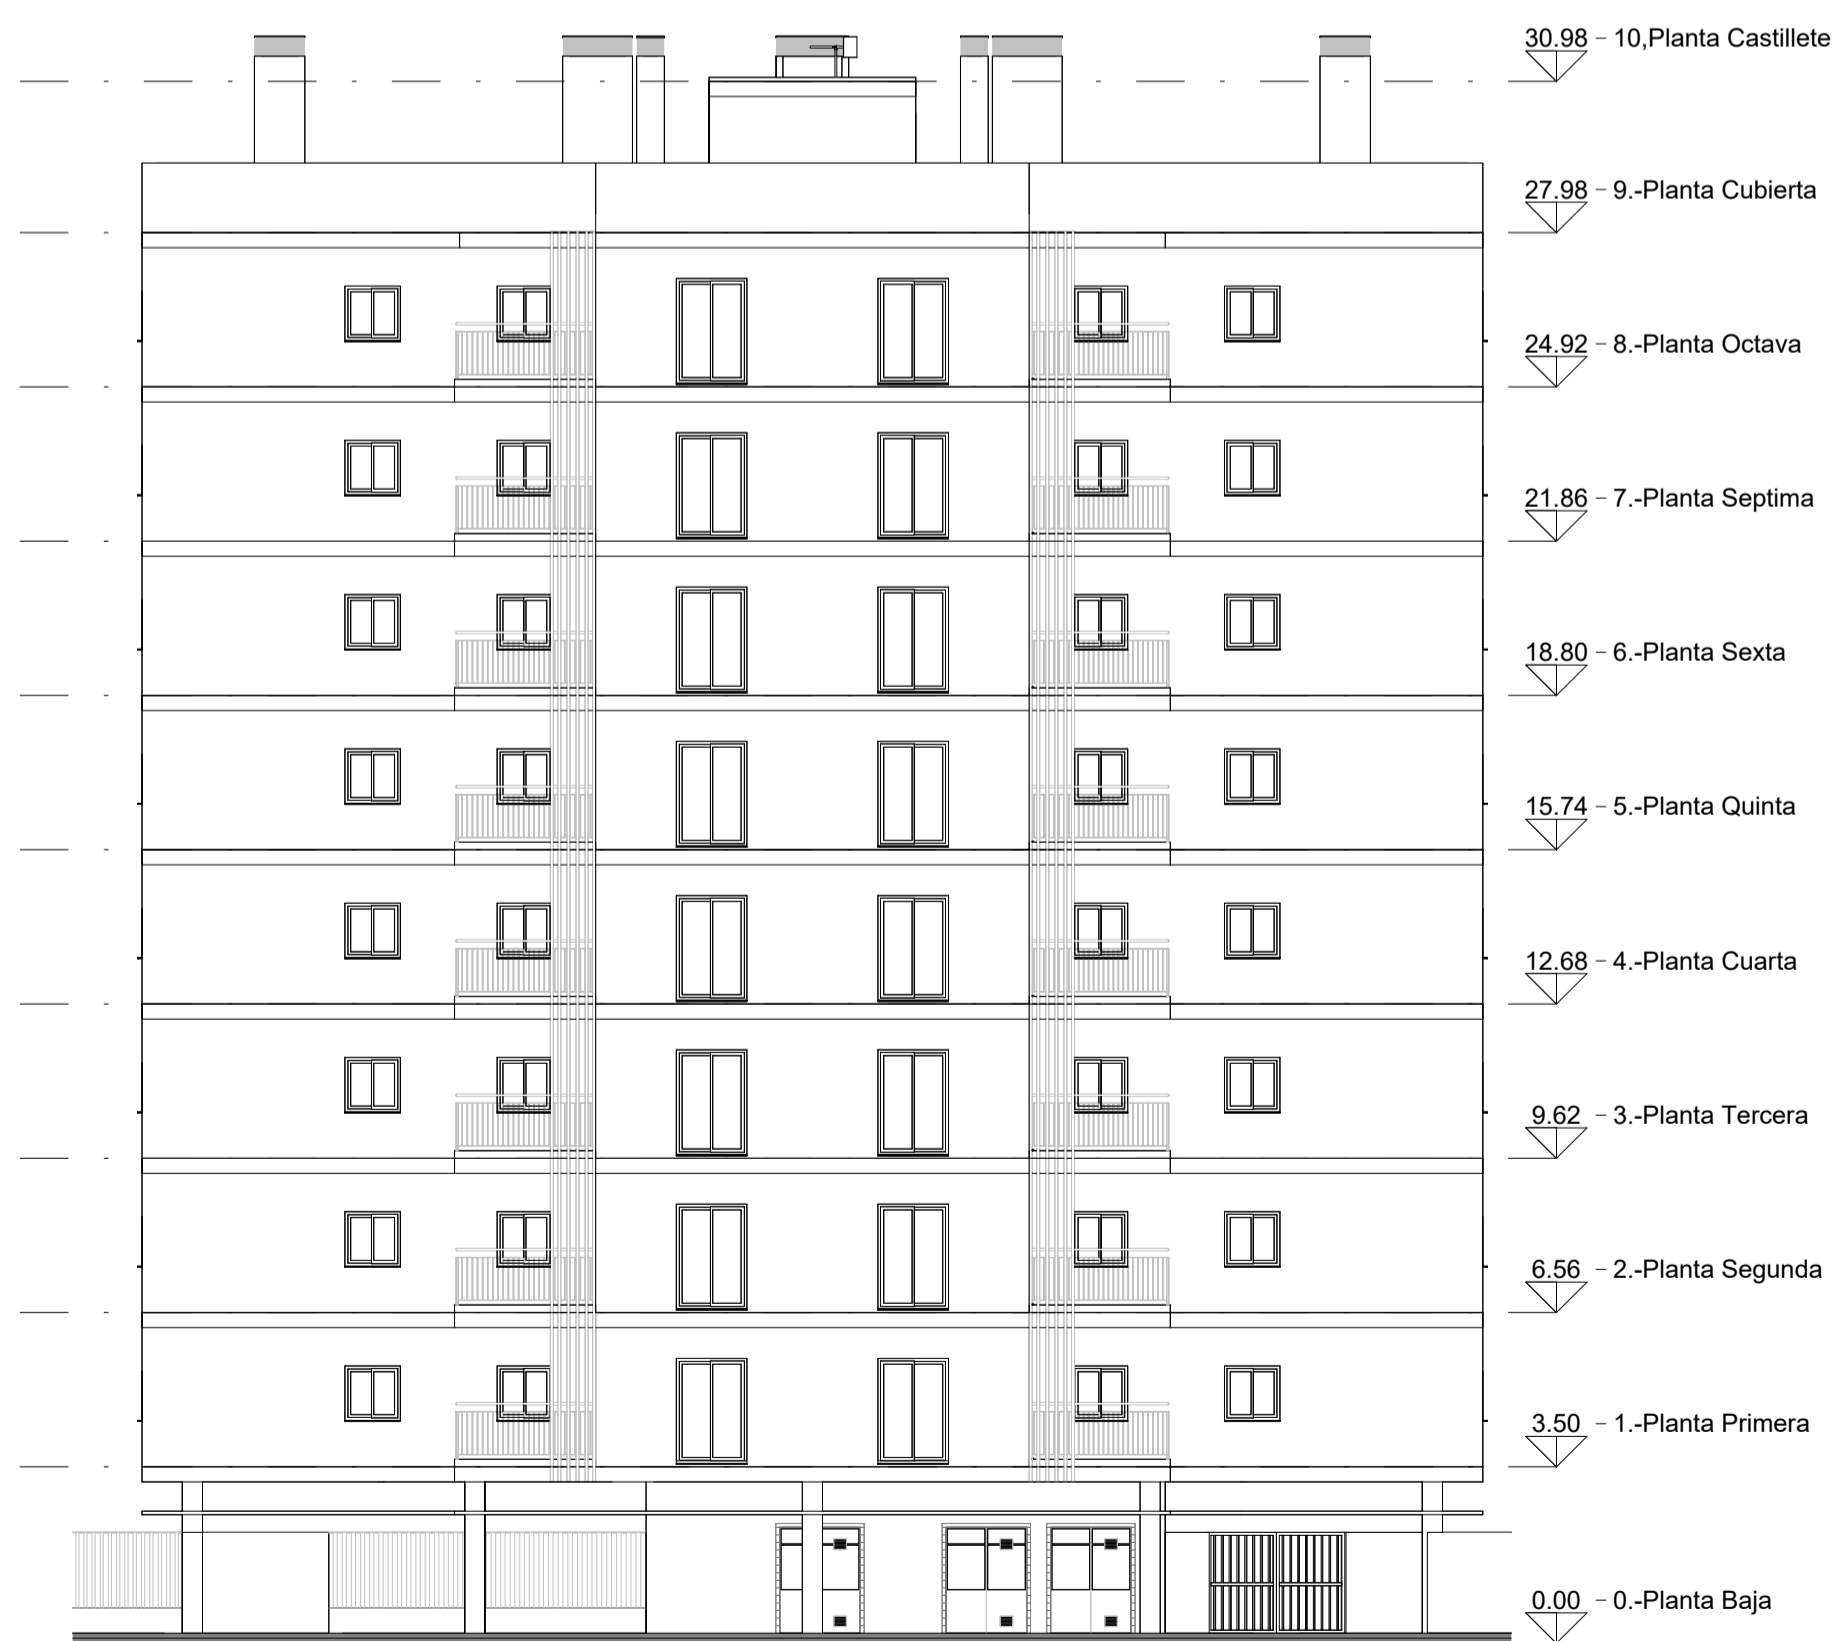 30.98 - 10,Planta Castillete
27.98 - 9.-Planta Cubierta
24.92 - 8.-Planta Octava
21.86 - 7.-Planta Septima
18.80 - 6.-Planta Sexta
15.74 - 5.-Planta Quinta
12.68 - 4.-Planta Cuarta
9.62 - 3.-Planta Tercera
6.56 - 2.-Planta Segunda
3.50 - 1.-Planta Primera
0.00 - 0.-Planta Baja